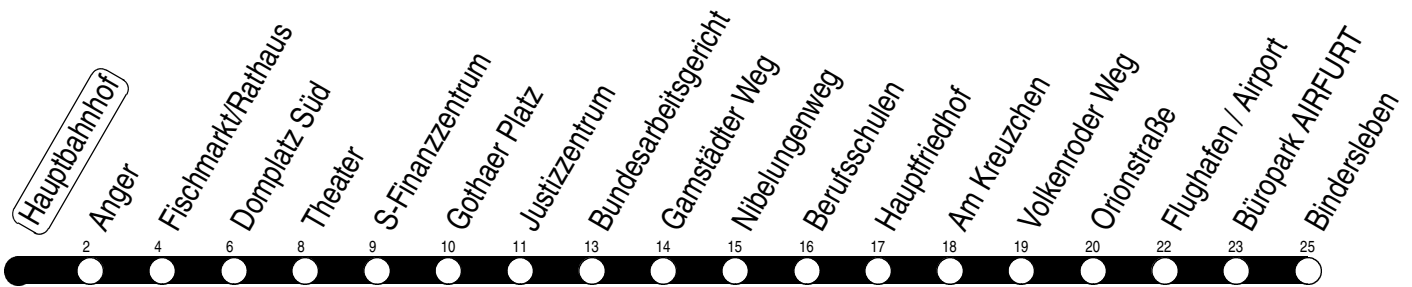 Hauptbahnhof
Anger
Fischmarkt/Rathaus
Domplatz Süd
Theater
S-Finanzzentrum
Gothaer Platz
Justizzentrum
Bundesarbeitsgericht
Gamstädter Weg
Nibelungenweg
Berufsschulen
Hauptfriedhof
Am Kreuzchen
Volkenroder Weg
Orionstraße
Flughafen / Airport
Büropark AIRFURT
Bindersleben
2 4 6 8 9 10 11 13 14 15 16 17 18 19 20 22 23 25